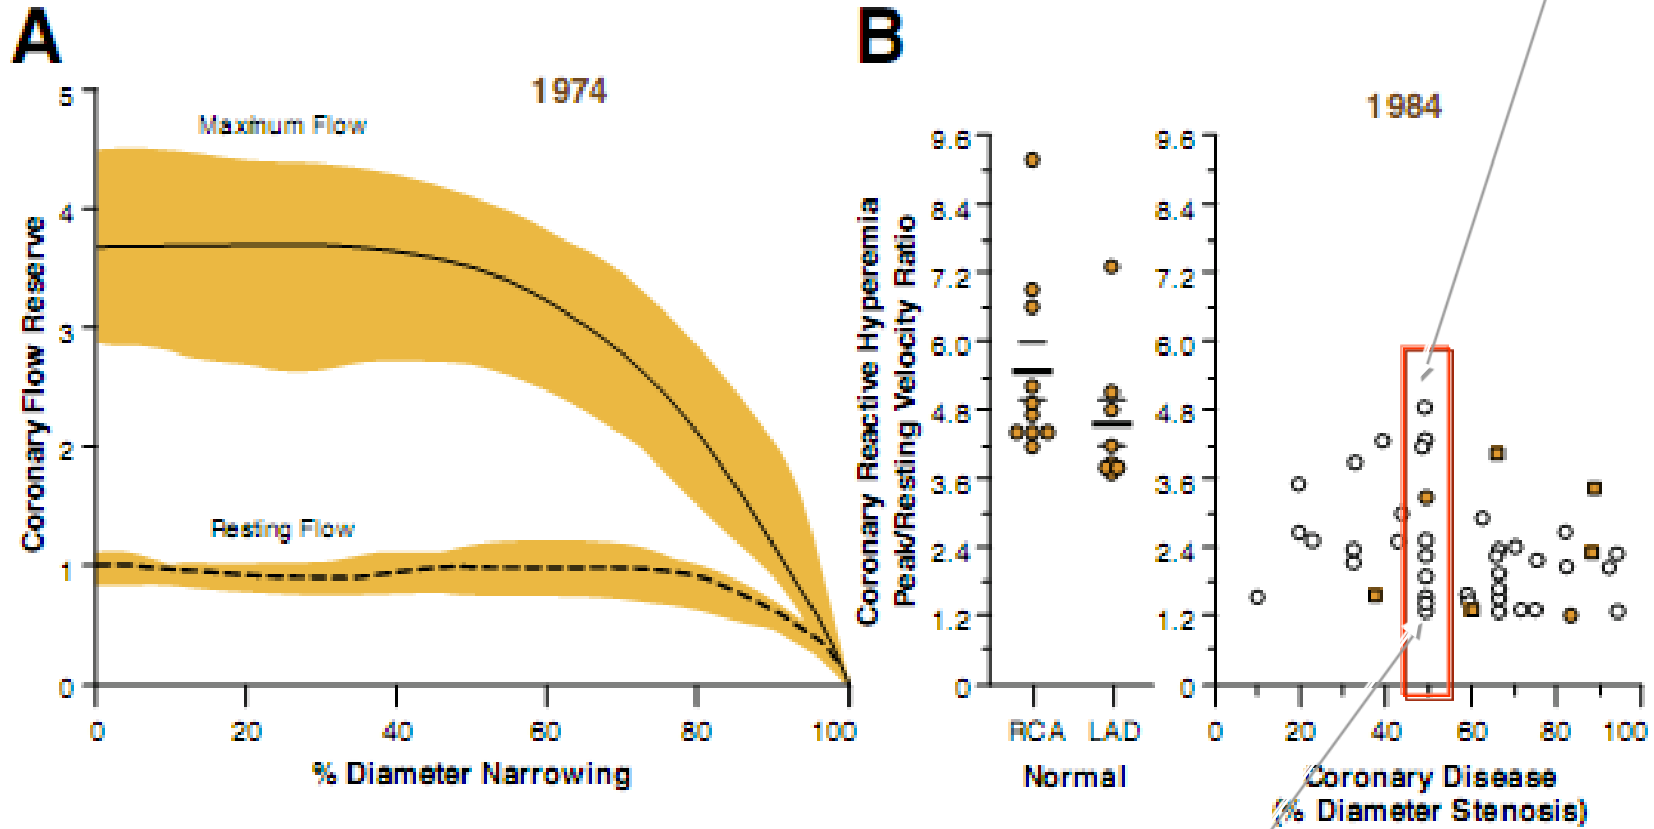 A
1974
5
Maximum Flow
4
3
2
Resting Flow
1
0
Coronary Flow Reserve
0 20 40 60 80 100
% Diameter Narrowing
B
1984
Coronary Reactive Hyperemia
Peak/Resting Velocity Ratio
9.6
8.4
7.2
6.0
4.8
3.6
2.4
1.2
0
RCA LAD
Normal
9.6
8.4
7.2
6.0
4.8
3.6
2.4
1.2
0
0 20 40 60 80 100
Coronary Disease
(% Diameter Stenosis)